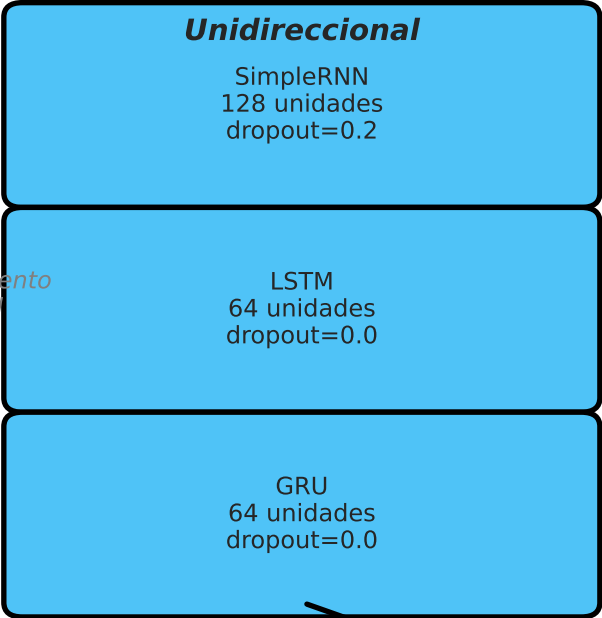 Unidireccional
SimpleRNN
128 unidades
dropout=0.2
ento
LSTM
64 unidades
dropout=0.0
GRU
64 unidades
dropout=0.0